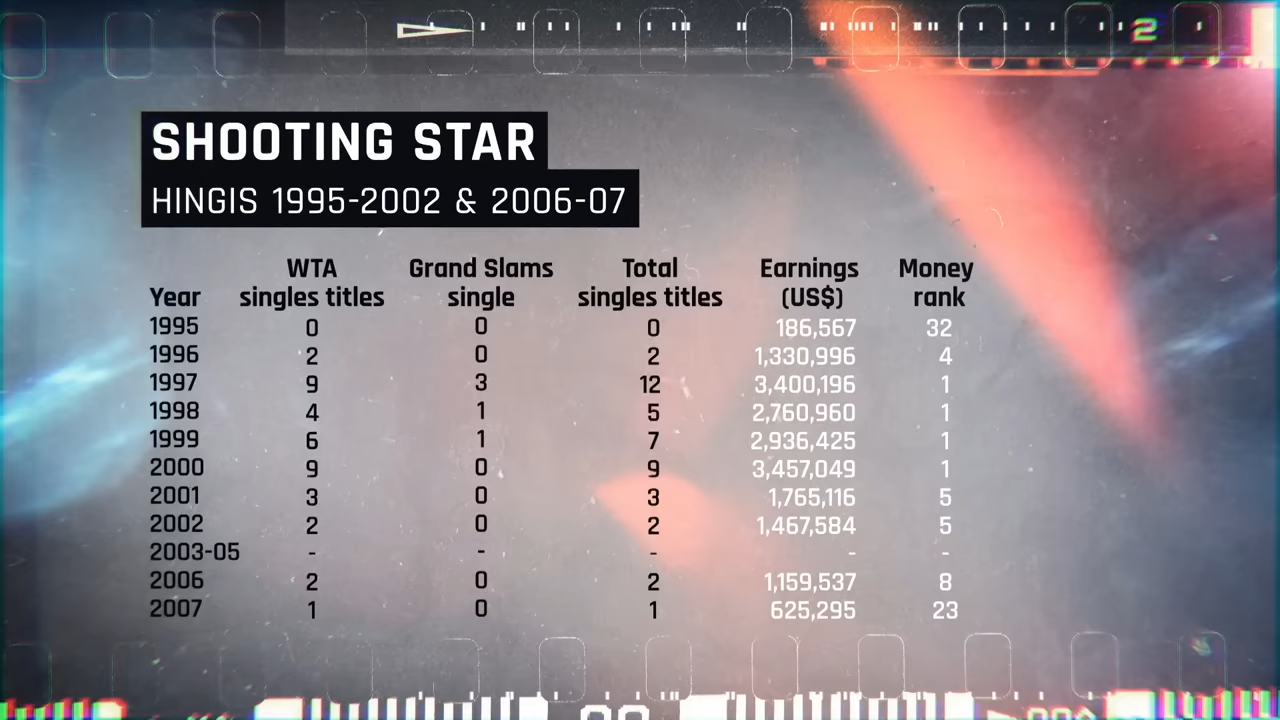 2
SHOOTING STAR
HINGIS 1995-2002 & 2006-07
WTA Grand Slams Total Earnings Money
Year singles titles single singles titles (US$) rank
1995 0 0 0 186,567 32
1996 2 0 2 1,330,996 4
1997 9 3 12 3,400,196 1
1998 4 1 5 2,760,960 1
1999 6 1 7 2,936,425 1
2000 9 0 9 3,457,049 1
2001 3 0 3 1,765,116 5
2002 2 0 2 1,467,584 5
2003-05 - - - - -
2006 2 0 2 1,159,537 8
2007 1 0 1 625,295 23